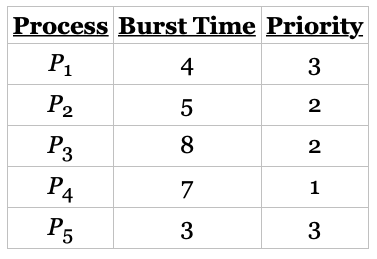 Process Burst Time Priority
P₁ 4 3
P₂ 5 2
P₃ 8 2
P₄ 7 1
P₅ 3 3